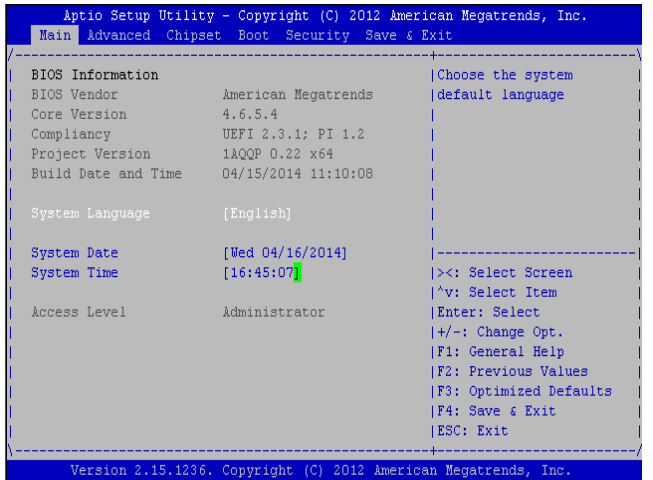 Aptio Setup Utility - Copyright (C) 2012 American Megatrends, Inc.
Main Advanced Chipset Boot Security Save & Exit
BIOS Information
BIOS Vendor American Megatrends
Core Version 4.6.5.4
Compliancy UEFI 2.3.1; PI 1.2
Project Version 1AQQP 0.22 x64
Build Date and Time 04/15/2014 11:10:08
System Language [English]
System Date [Wed 04/16/2014]
System Time [16:45:07]
Access Level Administrator
Choose the system
default language
><: Select Screen
^v: Select Item
Enter: Select
+/-: Change Opt.
F1: General Help
F2: Previous Values
F3: Optimized Defaults
F4: Save & Exit
ESC: Exit
Version 2.15.1236. Copyright (C) 2012 American Megatrends, Inc.